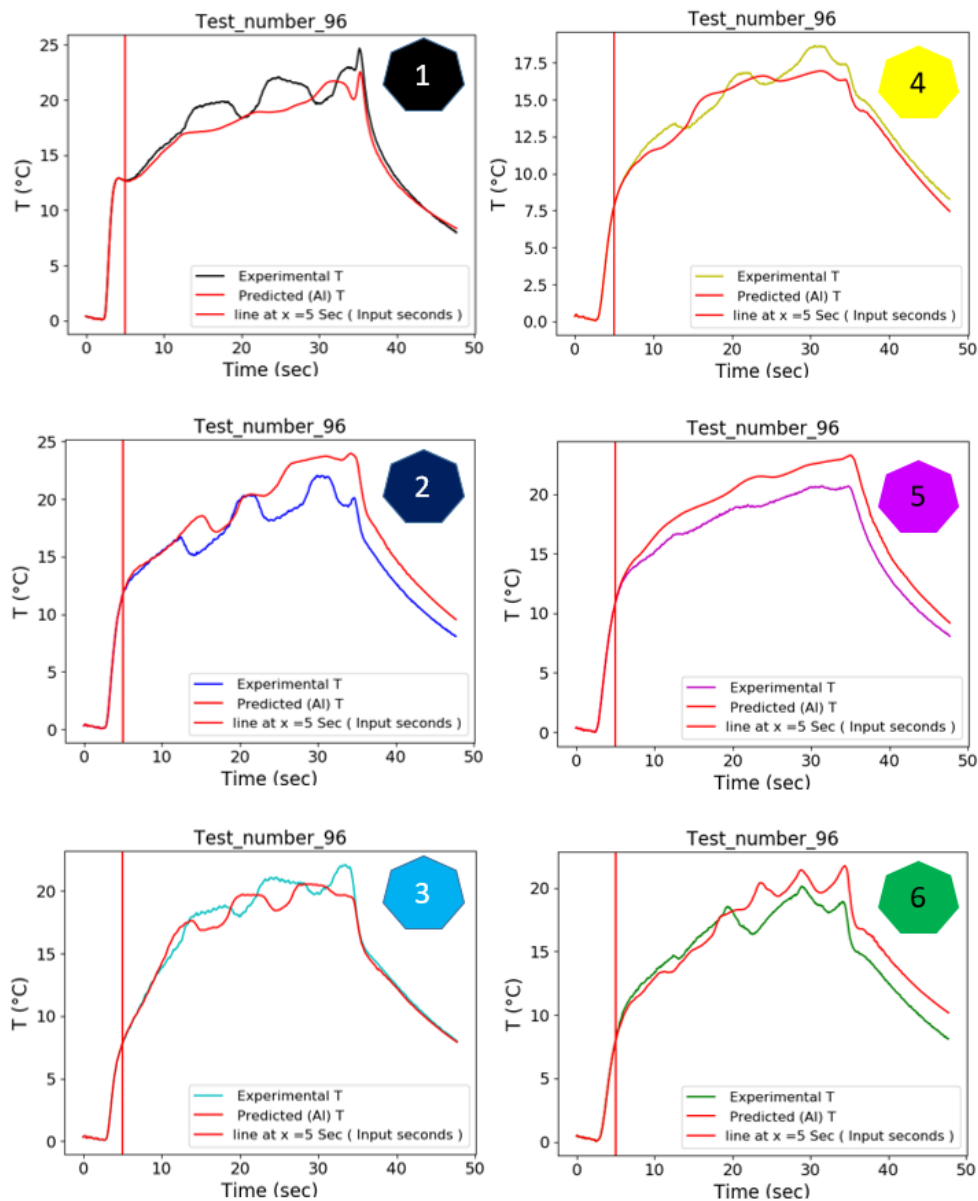 Test_number_96
25
20
15
10
5
0
T (°C)
1
Experimental T
Predicted (AI) T
line at x =5 Sec ( Input seconds )
0 10 20 30 40 50
Time (sec)
Test_number_96
17.5
15.0
12.5
10.0
7.5
5.0
2.5
0.0
T (°C)
4
Experimental T
Predicted (AI) T
line at x =5 Sec ( Input seconds )
0 10 20 30 40 50
Time (sec)
Test_number_96
25
20
15
10
5
0
T (°C)
2
Experimental T
Predicted (AI) T
line at x =5 Sec ( Input seconds )
0 10 20 30 40 50
Time (sec)
Test_number_96
20
15
10
5
0
T (°C)
5
Experimental T
Predicted (AI) T
line at x =5 Sec ( Input seconds )
0 10 20 30 40 50
Time (sec)
Test_number_96
20
15
10
5
0
T (°C)
3
Experimental T
Predicted (AI) T
line at x =5 Sec ( Input seconds )
0 10 20 30 40 50
Time (sec)
Test_number_96
20
15
10
5
0
T (°C)
6
Experimental T
Predicted (AI) T
line at x =5 Sec ( Input seconds )
0 10 20 30 40 50
Time (sec)